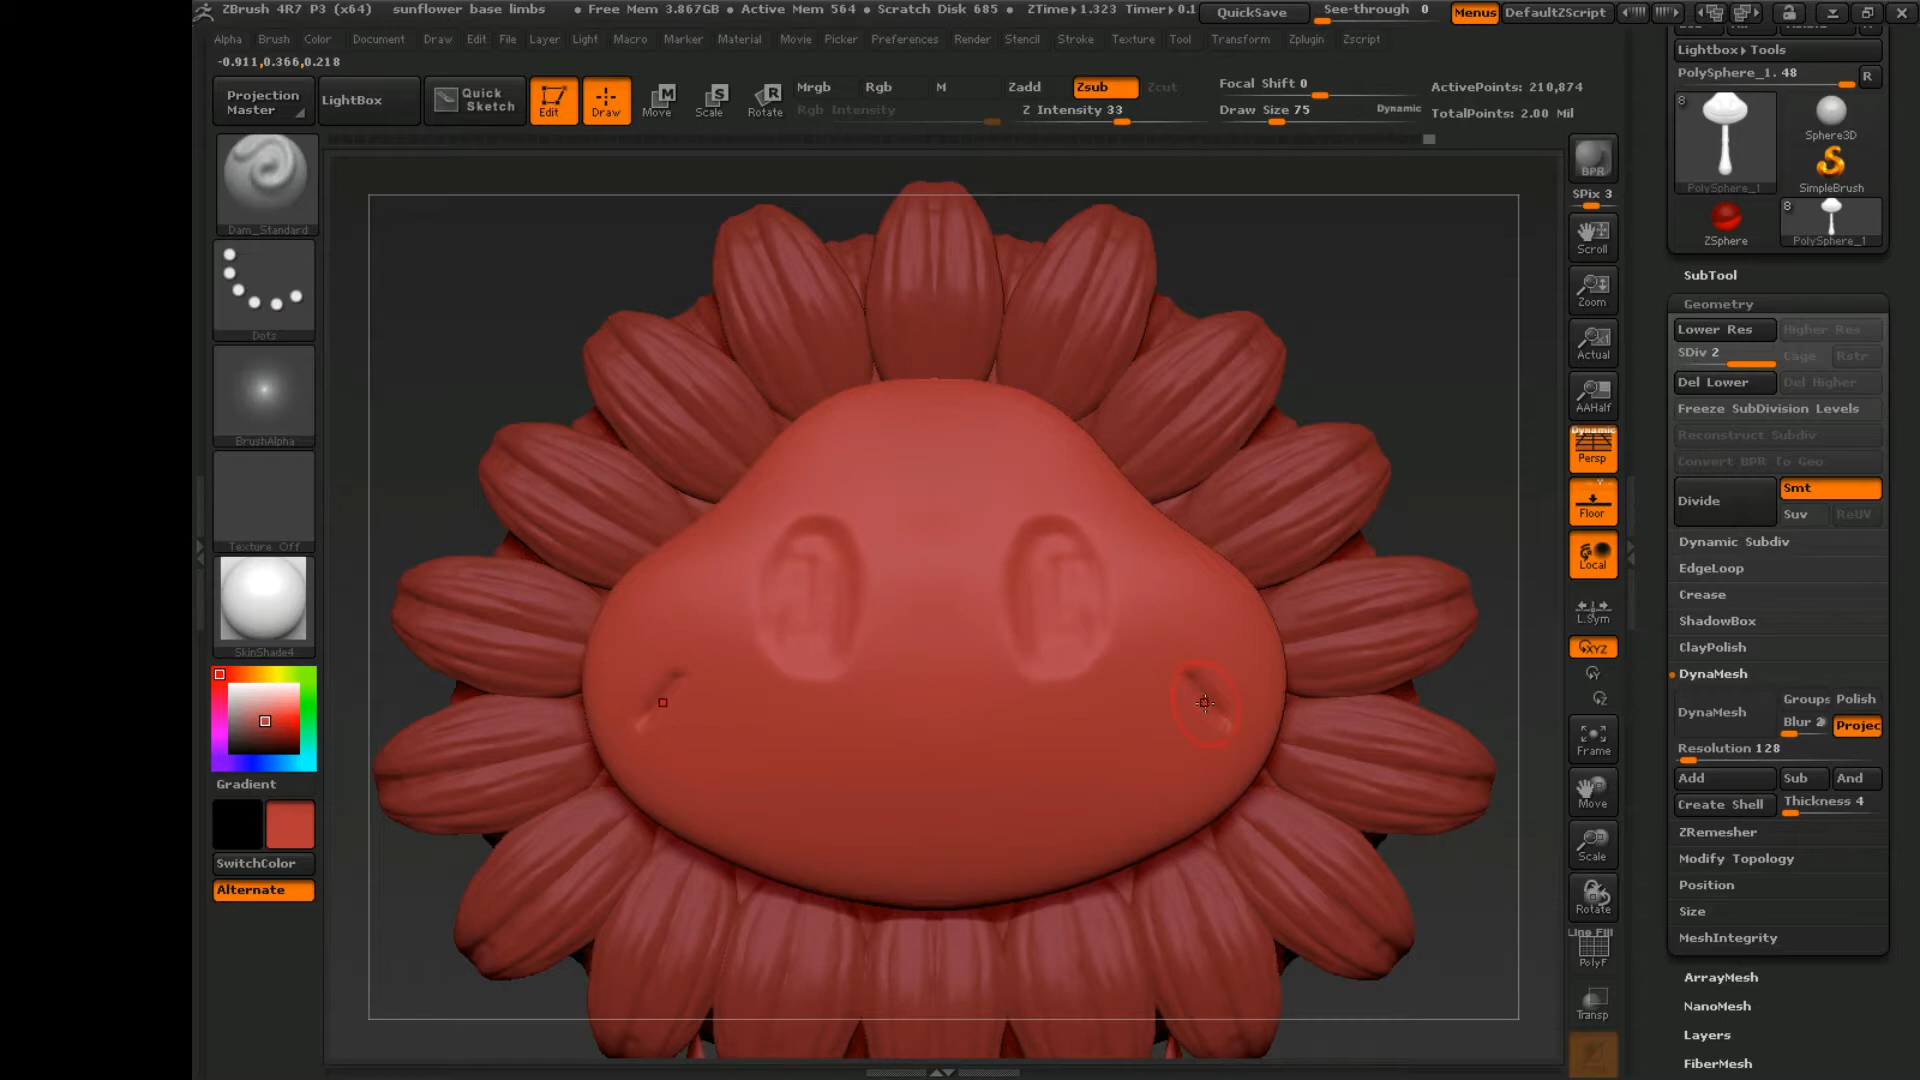 ZBrush 4R7 P3 (x64) sunflower base limbs • Free Mem 3.867GB • Active Mem 564 • Scratch Disk 685 • ZTime▸1.323 Timer▸0.1 QuickSave See-through 0 Menus DefaultZScript
Alpha Brush Color Document Draw Edit File Layer Light Macro Marker Material Movie Picker Preferences Render Stencil Stroke Texture Tool Transform Zplugin Zscript
-0.911,0.366,0.218
Projection Master
LightBox
Quick Sketch
Edit
Draw
Move
Scale
Rotate
Mrgb Rgb M Zadd Zsub Zcut
Rgb Intensity Z Intensity 33
Focal Shift 0
Draw Size 75 Dynamic
ActivePoints: 210,874
TotalPoints: 2.00 Mil
Dam_Standard
Dots
BrushAlpha
Texture Off
SkinShade4
Gradient
SwitchColor
Alternate
BPR
SPix 3
Scroll
Zoom
Actual
AAHalf
Dynamic
Persp
Floor
Local
L.Sym
XYZ
Y
Z
Frame
Move
Scale
Rotate
Line Fill
PolyF
Transp
Lightbox▸Tools
PolySphere_1. 48 R
8
PolySphere_1
Sphere3D
SimpleBrush
ZSphere
8
PolySphere_1
SubTool
Geometry
Lower Res Higher Res
SDiv 2 Cage Rstr
Del Lower Del Higher
Freeze SubDivision Levels
Reconstruct Subdiv
Convert BPR To Geo
Divide Smt
Suv ReUV
Dynamic Subdiv
EdgeLoop
Crease
ShadowBox
ClayPolish
DynaMesh
DynaMesh Groups Polish
Blur 2 Projec
Resolution 128
Add Sub And
Create Shell Thickness 4
ZRemesher
Modify Topology
Position
Size
MeshIntegrity
ArrayMesh
NanoMesh
Layers
FiberMesh